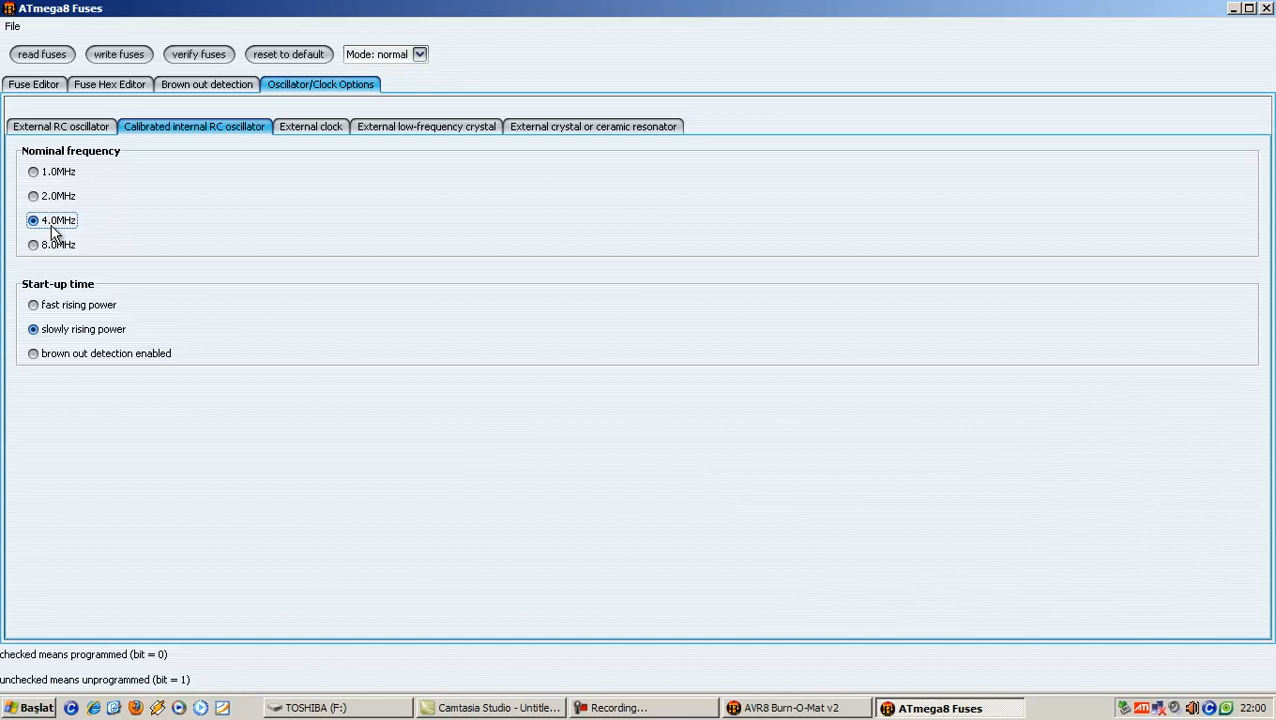 ATmega8 Fuses
File
read fuses write fuses verify fuses reset to default Mode: normal
Fuse Editor Fuse Hex Editor Brown out detection Oscillator/Clock Options
External RC oscillator Calibrated internal RC oscillator External clock External low-frequency crystal External crystal or ceramic resonator
Nominal frequency
1.0MHz
2.0MHz
4.0MHz
8.0MHz
Start-up time
fast rising power
slowly rising power
brown out detection enabled
checked means programmed (bit = 0)
unchecked means unprogrammed (bit = 1)
Başlat TOSHIBA (F:) Camtasia Studio - Untitle... Recording... AVR8 Burn-O-Mat v2 ATmega8 Fuses ATI 22:00